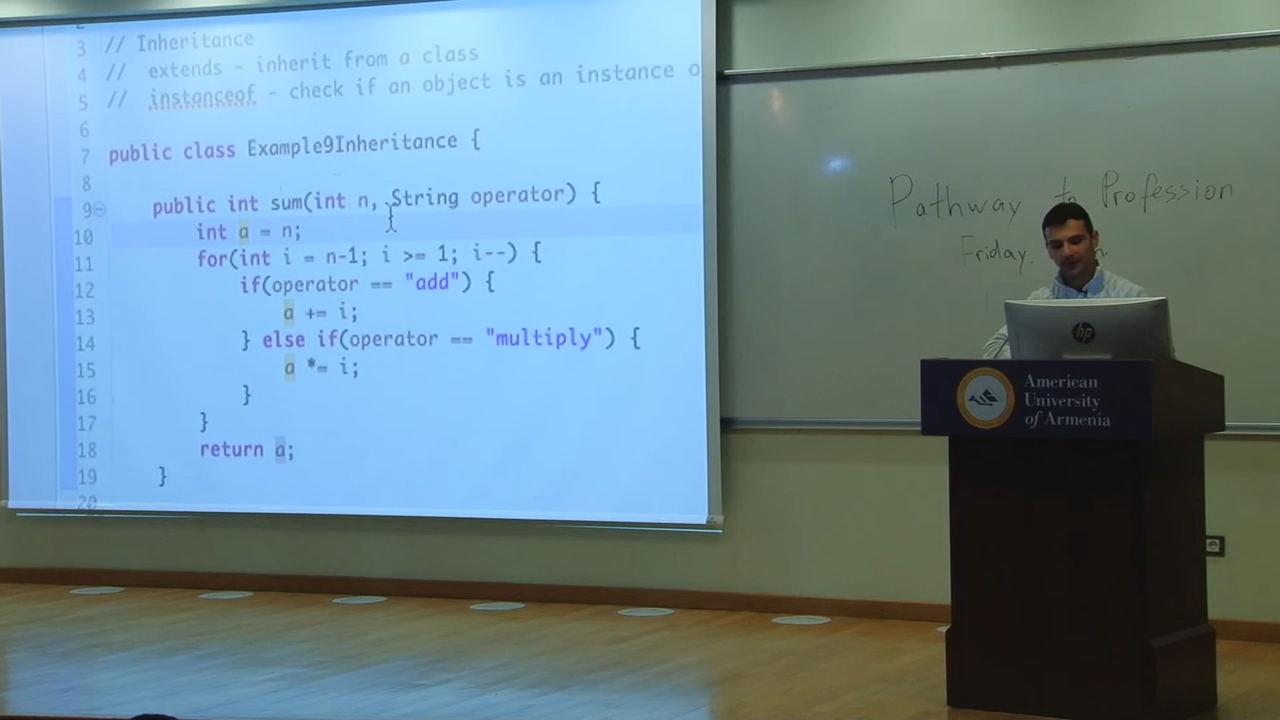 3 // Inheritance
4 // extends - inherit from a class
5 // instanceof - check if an object is an instance o
6
7 public class Example9Inheritance {
8
9 public int sum(int n, String operator) {
10 int a = n;
11 for(int i = n-1; i >= 1; i--) {
12 if(operator == "add") {
13 a += i;
14 } else if(operator == "multiply") {
15 a *= i;
16 }
17 }
18 return a;
19 }
20
Pathway to Profession
Friday
hp
American
University
of Armenia